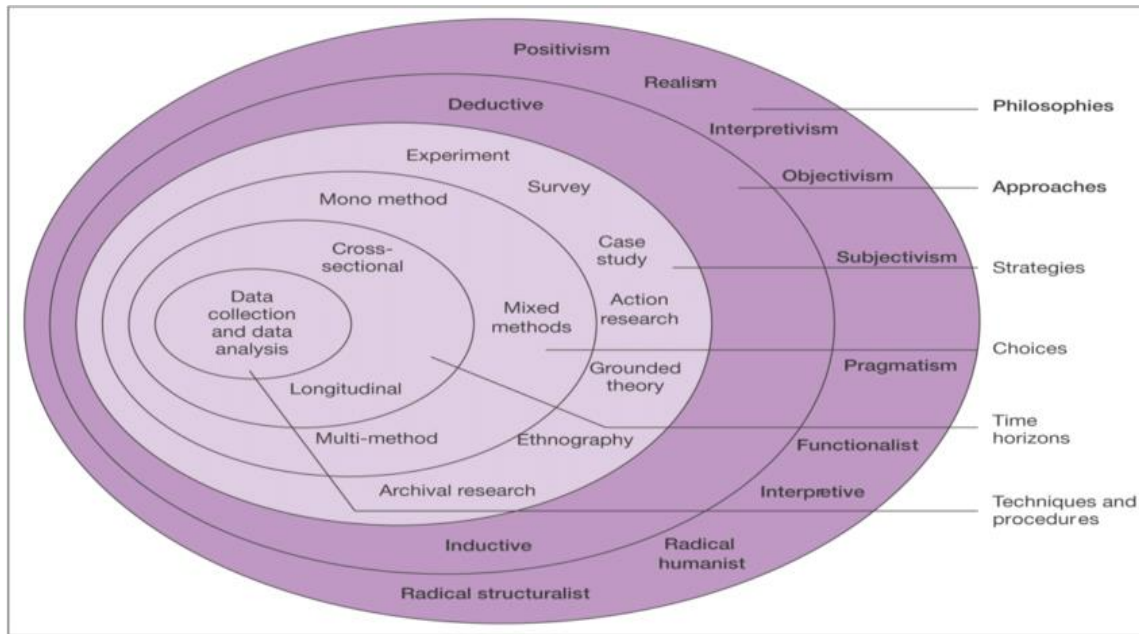 Positivism
Realism
Deductive
Philosophies
Interpretivism
Experiment
Survey
Objectivism
Approaches
Mono method
Cross-
sectional
Case
study
Subjectivism
Strategies
Data
collection
and data
analysis
Mixed
methods
Action
research
Choices
Grounded
theory
Pragmatism
Longitudinal
Time
horizons
Multi-method
Ethnography
Functionalist
Archival research
Interpretive
Techniques and
procedures
Inductive
Radical
humanist
Radical structuralist